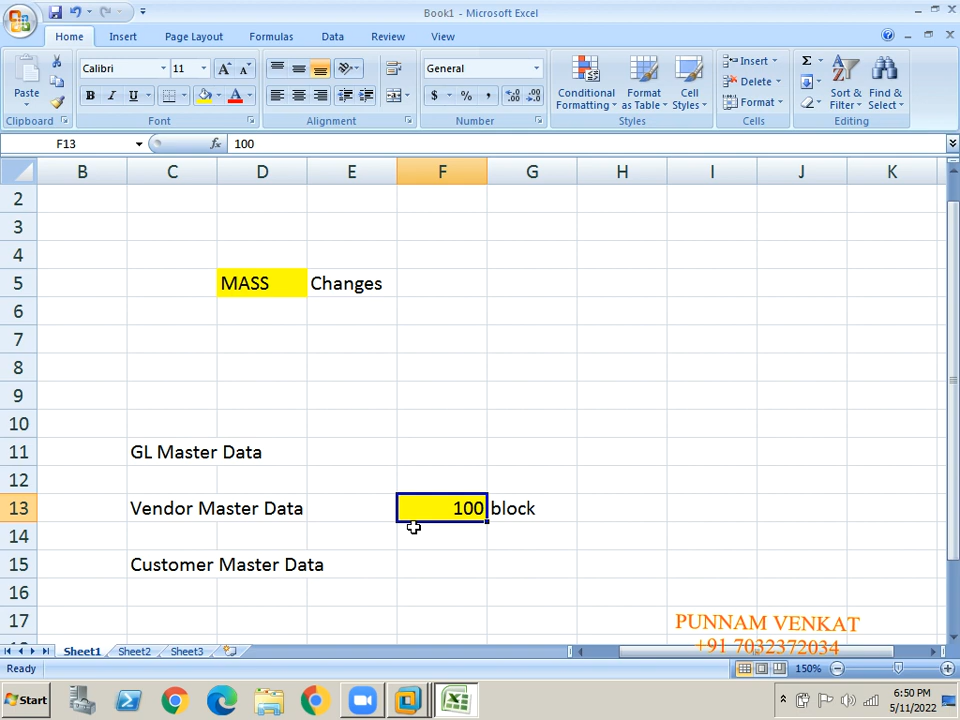 Book1 - Microsoft Excel
Home Insert Page Layout Formulas Data Review View
Paste
Calibri 11
B I U
General
$ % ,
Conditional Formatting
Format as Table
Cell Styles
Insert
Delete
Format
Σ
Sort & Filter
Find & Select
Clipboard Font Alignment Number Styles Cells Editing
F13 fx 100
B C D E F G H I J K
2
3
4
5 MASS Changes
6
7
8
9
10
11 GL Master Data
12
13 Vendor Master Data 100 block
14
15 Customer Master Data
16
17
PUNNAM VENKAT
+91 7032372034
Sheet1 Sheet2 Sheet3
Ready 150%
Start
6:50 PM
5/11/2022